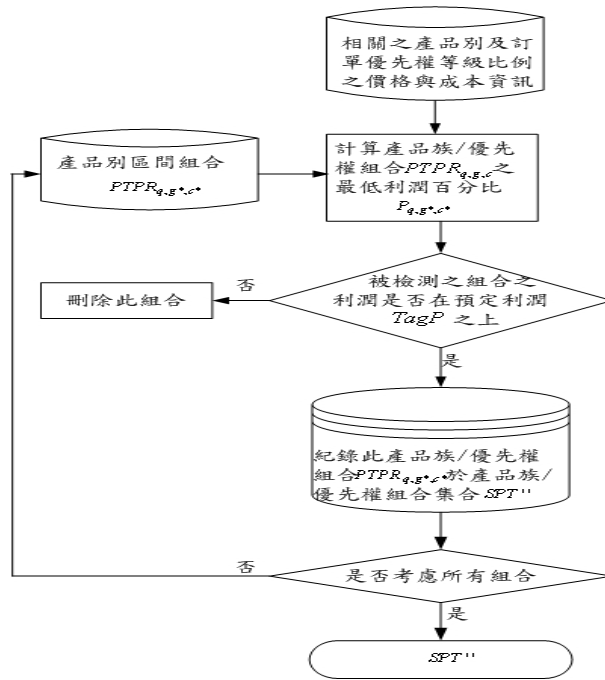 相關之產品別及訂
單優先權等級比例
之價格與成本資訊
產品別區間組合
PTPRq,g*,c*
計算產品族/優先
權組合PTPRq,g,c之
最低利潤百分比
Pq,g*,c*
被檢測之組合之
利潤是否在預定利潤
TagP 之上
否
刪除此組合
是
紀錄此產品族/優先權
組合PTPRq,g*,c*於產品族/
優先權組合集合 SPT"
否
是否考慮所有組合
是
SPT"